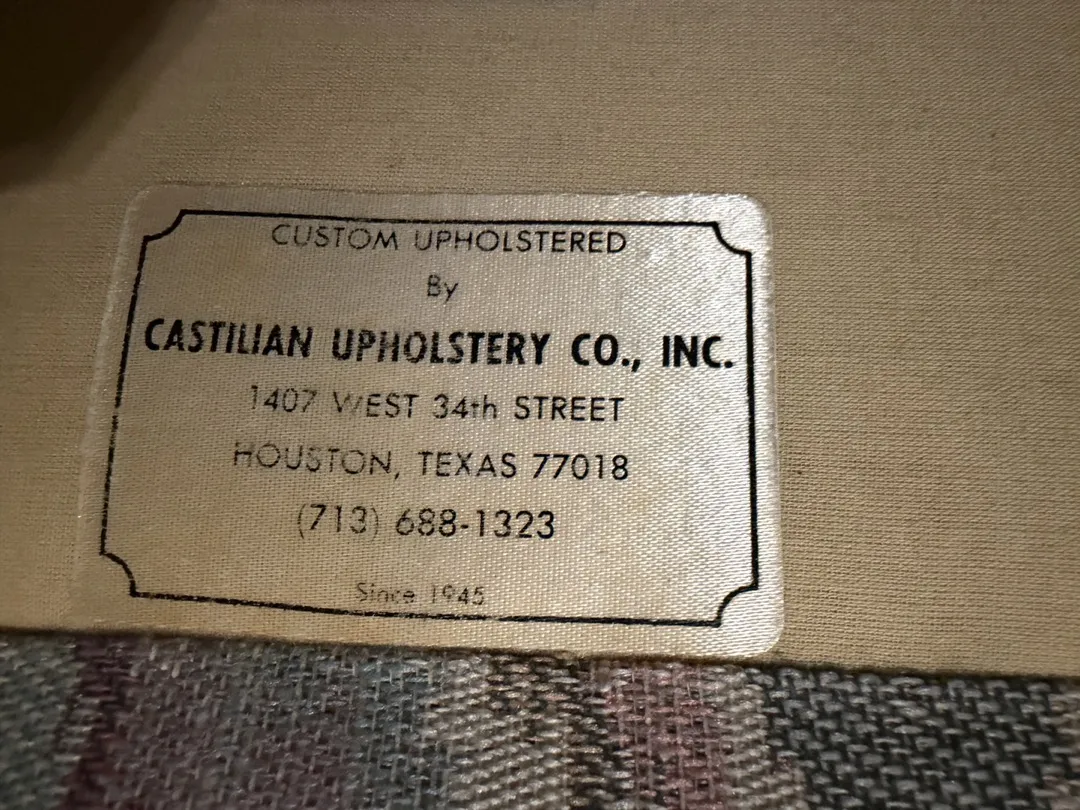 CUSTOM UPHOLSTERED
By
CASTILIAN UPHOLSTERY CO., INC.
1407 WEST 34th STREET
HOUSTON, TEXAS 77018
(713) 688-1323
Since 1945